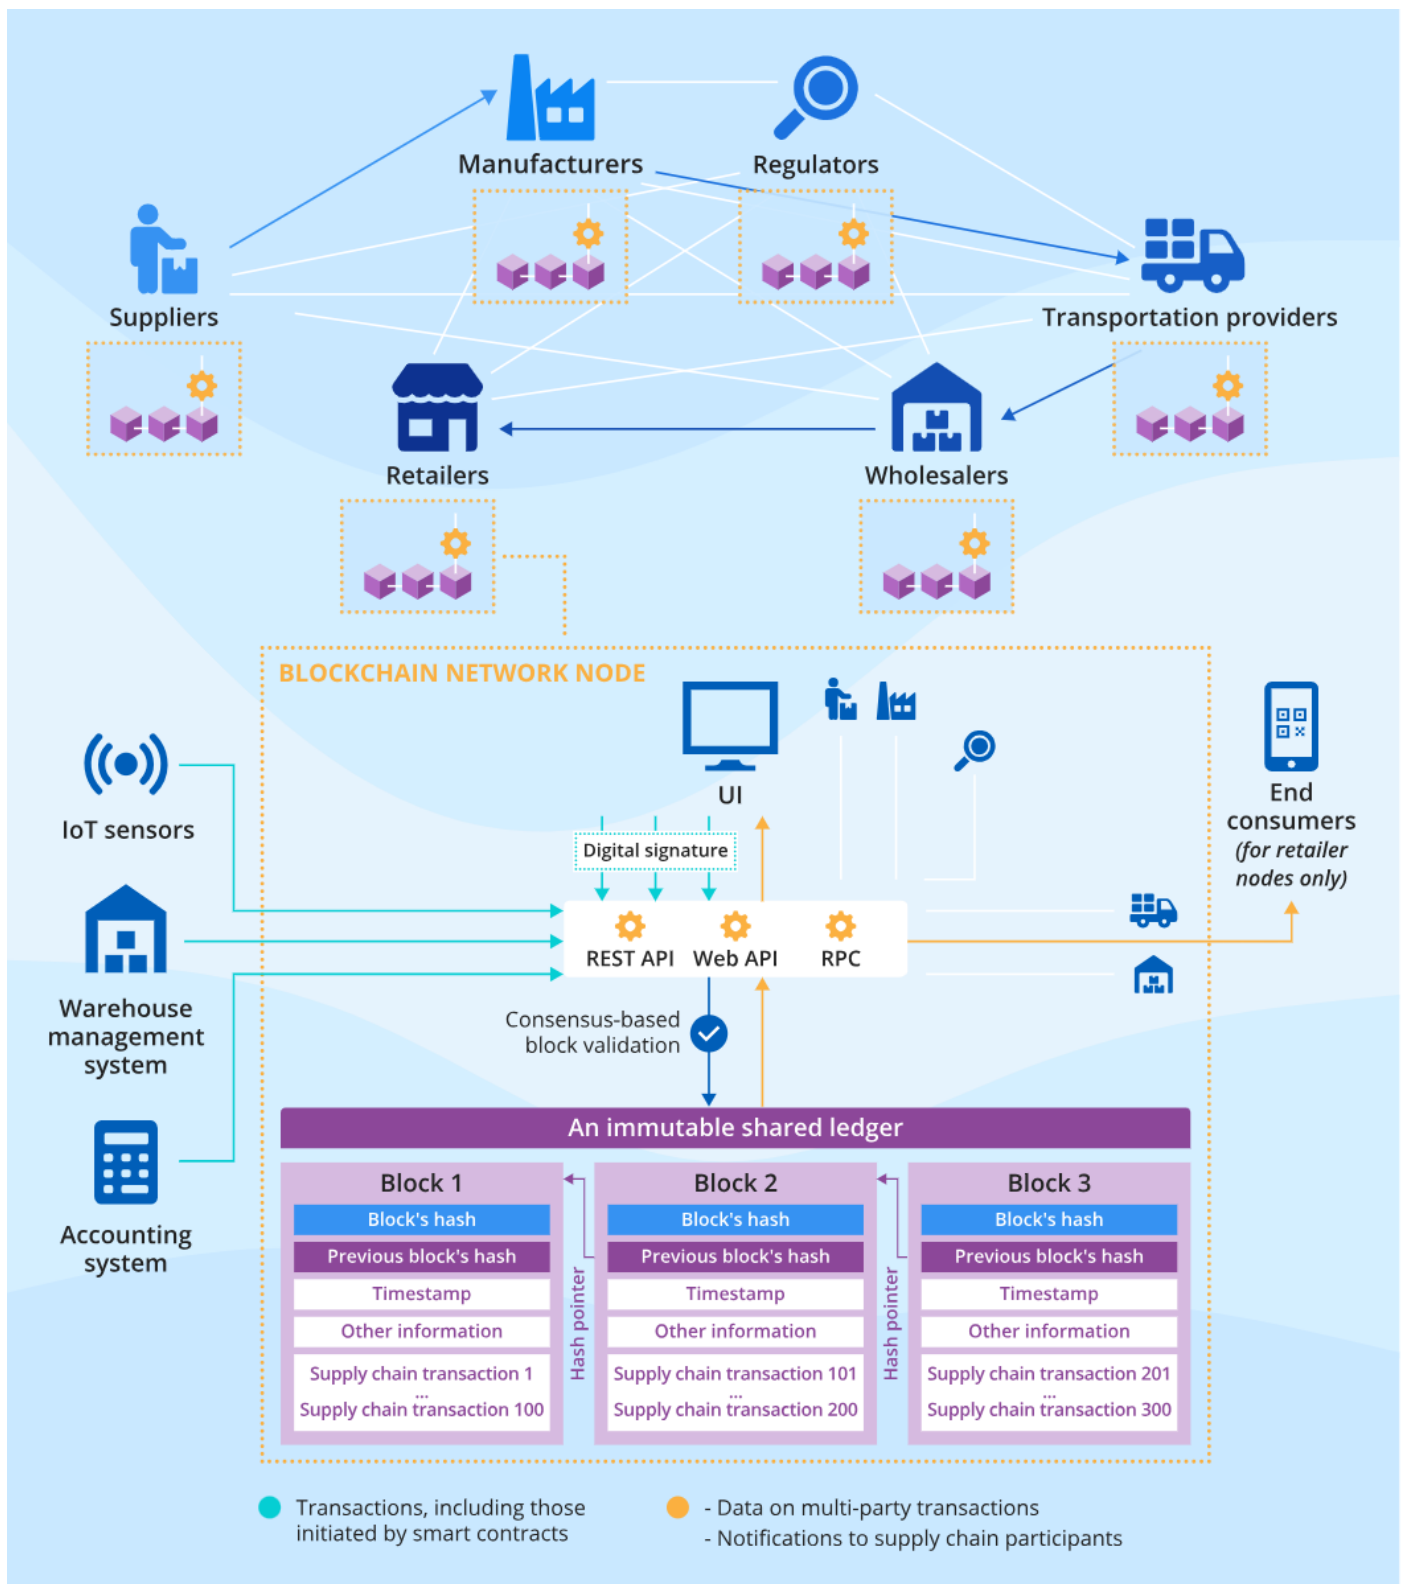 Manufacturers
Regulators
Suppliers
Transportation providers
Retailers
Wholesalers
BLOCKCHAIN NETWORK NODE
UI
IoT sensors
End
consumers
(for retailer
nodes only)
Digital signature
REST API
Web API
RPC
Warehouse
management
system
Consensus-based
block validation
Accounting
system
An immutable shared ledger
Block 1
Block's hash
Previous block's hash
Timestamp
Other information
Supply chain transaction 1
...
Supply chain transaction 100
Hash pointer
Block 2
Block's hash
Previous block's hash
Timestamp
Other information
Supply chain transaction 101
...
Supply chain transaction 200
Hash pointer
Block 3
Block's hash
Previous block's hash
Timestamp
Other information
Supply chain transaction 201
...
Supply chain transaction 300
Transactions, including those
initiated by smart contracts
- Data on multi-party transactions
- Notifications to supply chain participants